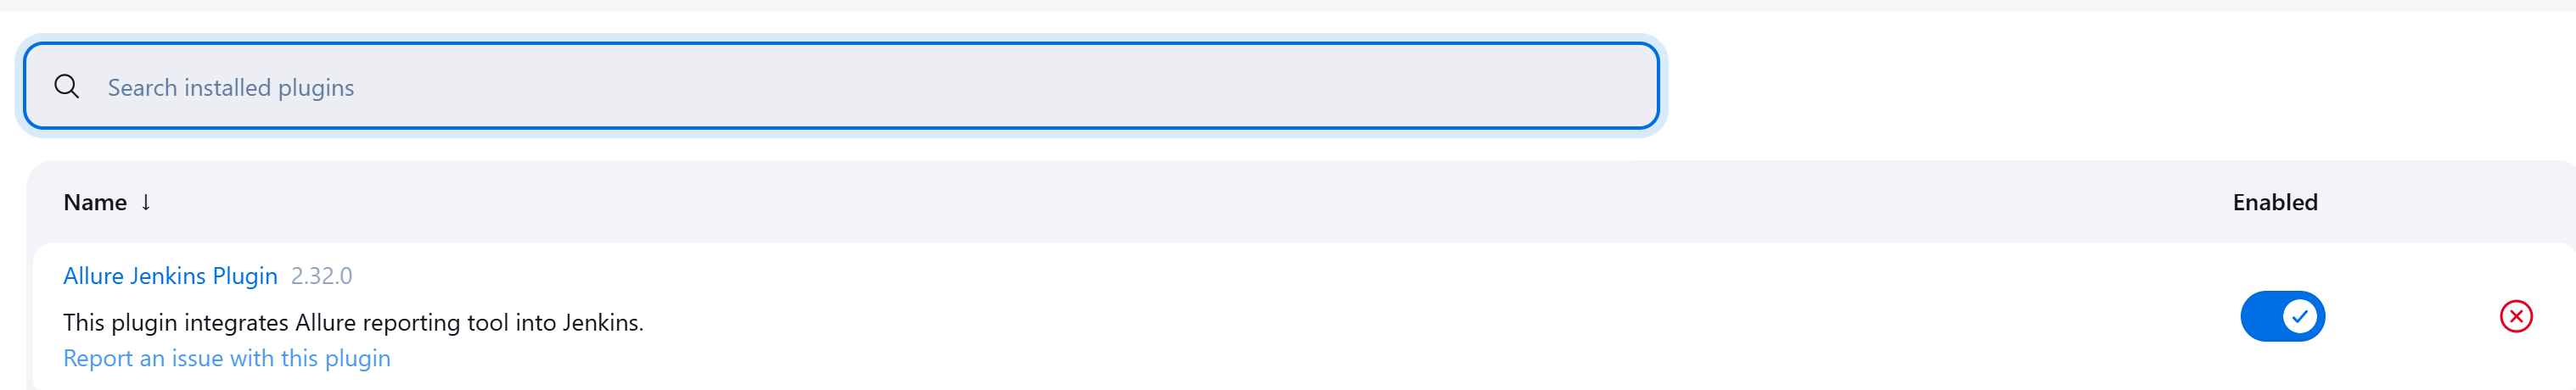 Search installed plugins
Name ↓ Enabled
Allure Jenkins Plugin 2.32.0
This plugin integrates Allure reporting tool into Jenkins.
Report an issue with this plugin